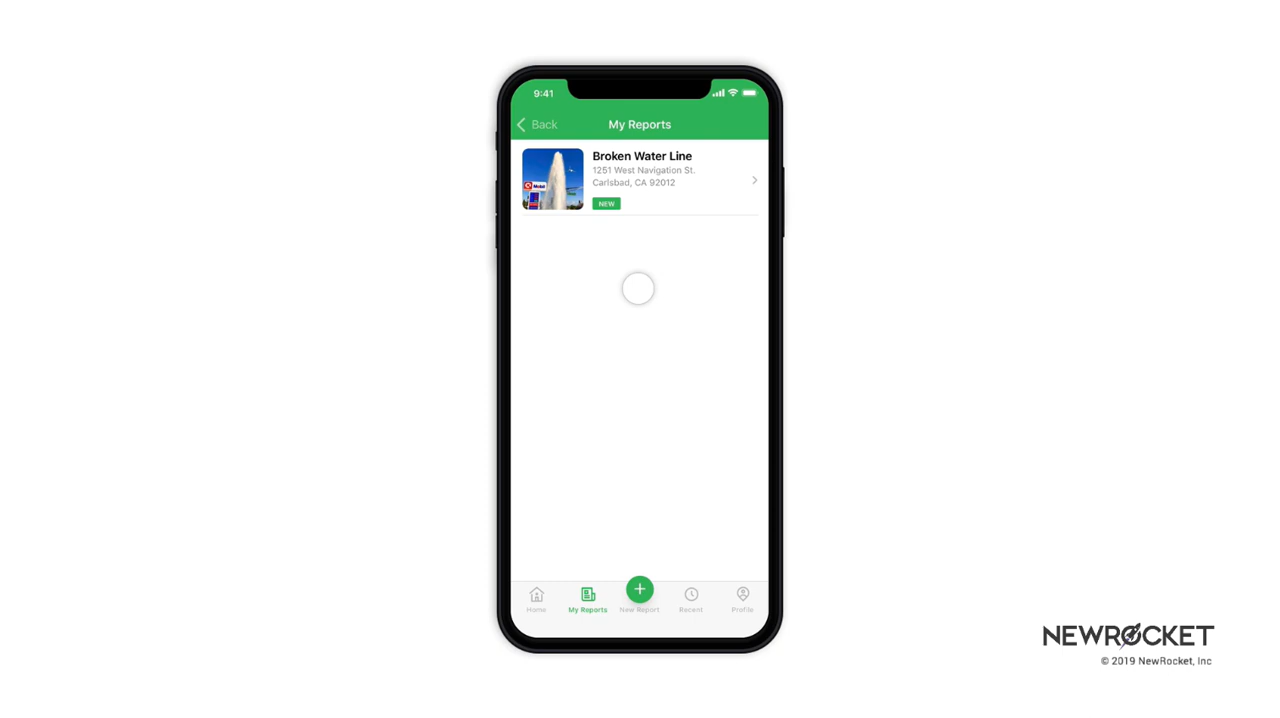 9:41
Back
My Reports
Broken Water Line
1251 West Navigation St.
Carlsbad, CA 92012
Mobil
NEW
Home
My Reports
New Report
Recent
Profile
NEWROCKET
© 2019 NewRocket, Inc